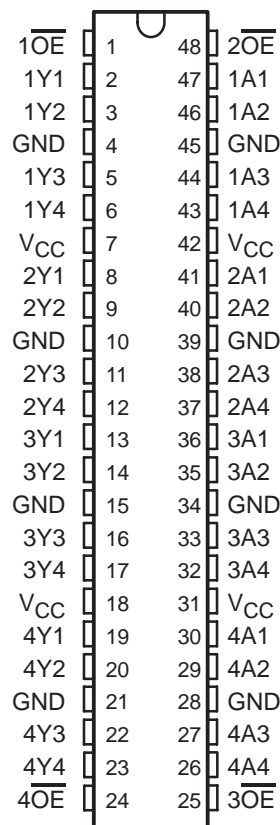 1O̅E̅ 1 48 2O̅E̅
1Y1 2 47 1A1
1Y2 3 46 1A2
GND 4 45 GND
1Y3 5 44 1A3
1Y4 6 43 1A4
VCC 7 42 VCC
2Y1 8 41 2A1
2Y2 9 40 2A2
GND 10 39 GND
2Y3 11 38 2A3
2Y4 12 37 2A4
3Y1 13 36 3A1
3Y2 14 35 3A2
GND 15 34 GND
3Y3 16 33 3A3
3Y4 17 32 3A4
VCC 18 31 VCC
4Y1 19 30 4A1
4Y2 20 29 4A2
GND 21 28 GND
4Y3 22 27 4A3
4Y4 23 26 4A4
4O̅E̅ 24 25 3O̅E̅